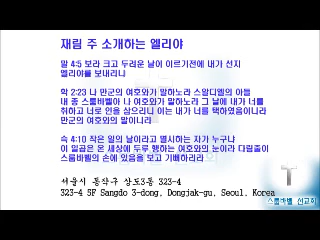 재림 주 소개하는 엘리야
말 4:5 보라 크고 두려운 날이 이르기전에 내가 선지
엘리야를 보내리니
학 2:23 나 만군의 여호와가 말하노라 스알디엘의 아들
내 종 스룹바벨아 나 여호와가 말하노라 그 날에 내가 너를
취하고 너로 인을 삼으리니 이는 내가 너를 택하였음이니라
만군의 여호와의 말이니라
슥 4:10 작은 일의 날이라고 멸시하는 자가 누구냐
이 일곱은 온 세상에 두루 행하는 여호와의 눈이라 다림줄이
스룹바벨의 손에 있음을 보고 기뻐하리라
서울시 동작구 상도3동 323-4
323-4 5F Sangdo 3-dong, Dongjak-gu, Seoul, Korea
T
스룹바벨 선교회